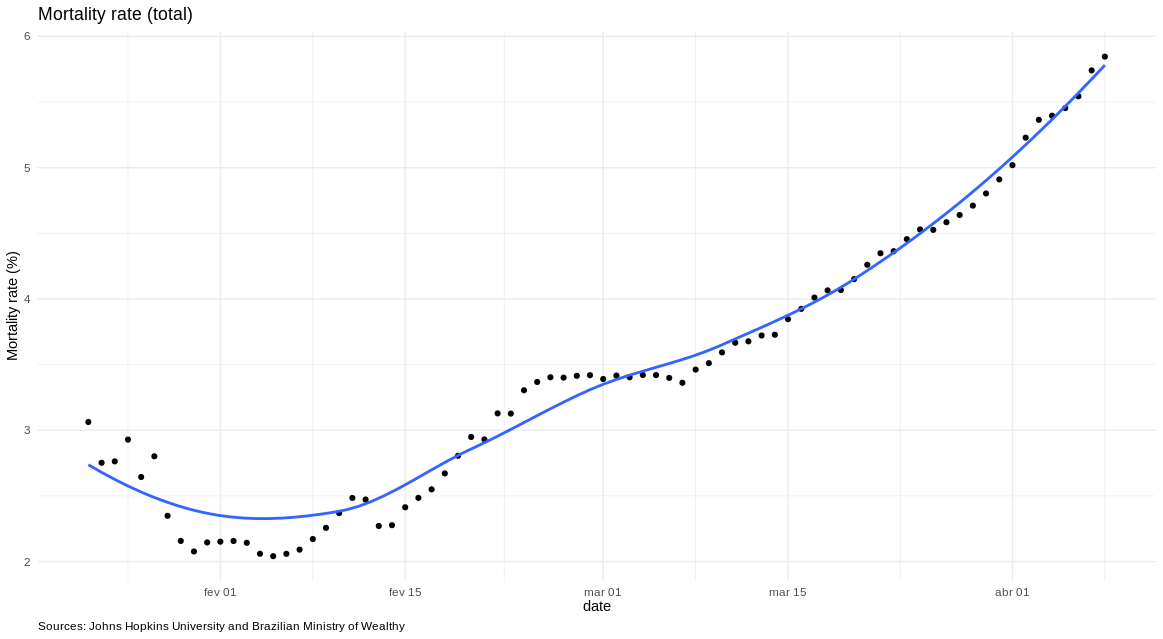 Mortality rate (total)
6
5
4
3
2
Mortality rate (%)
fev 01
fev 15
mar 01
mar 15
abr 01
date
Sources: Johns Hopkins University and Brazilian Ministry of Wealthy